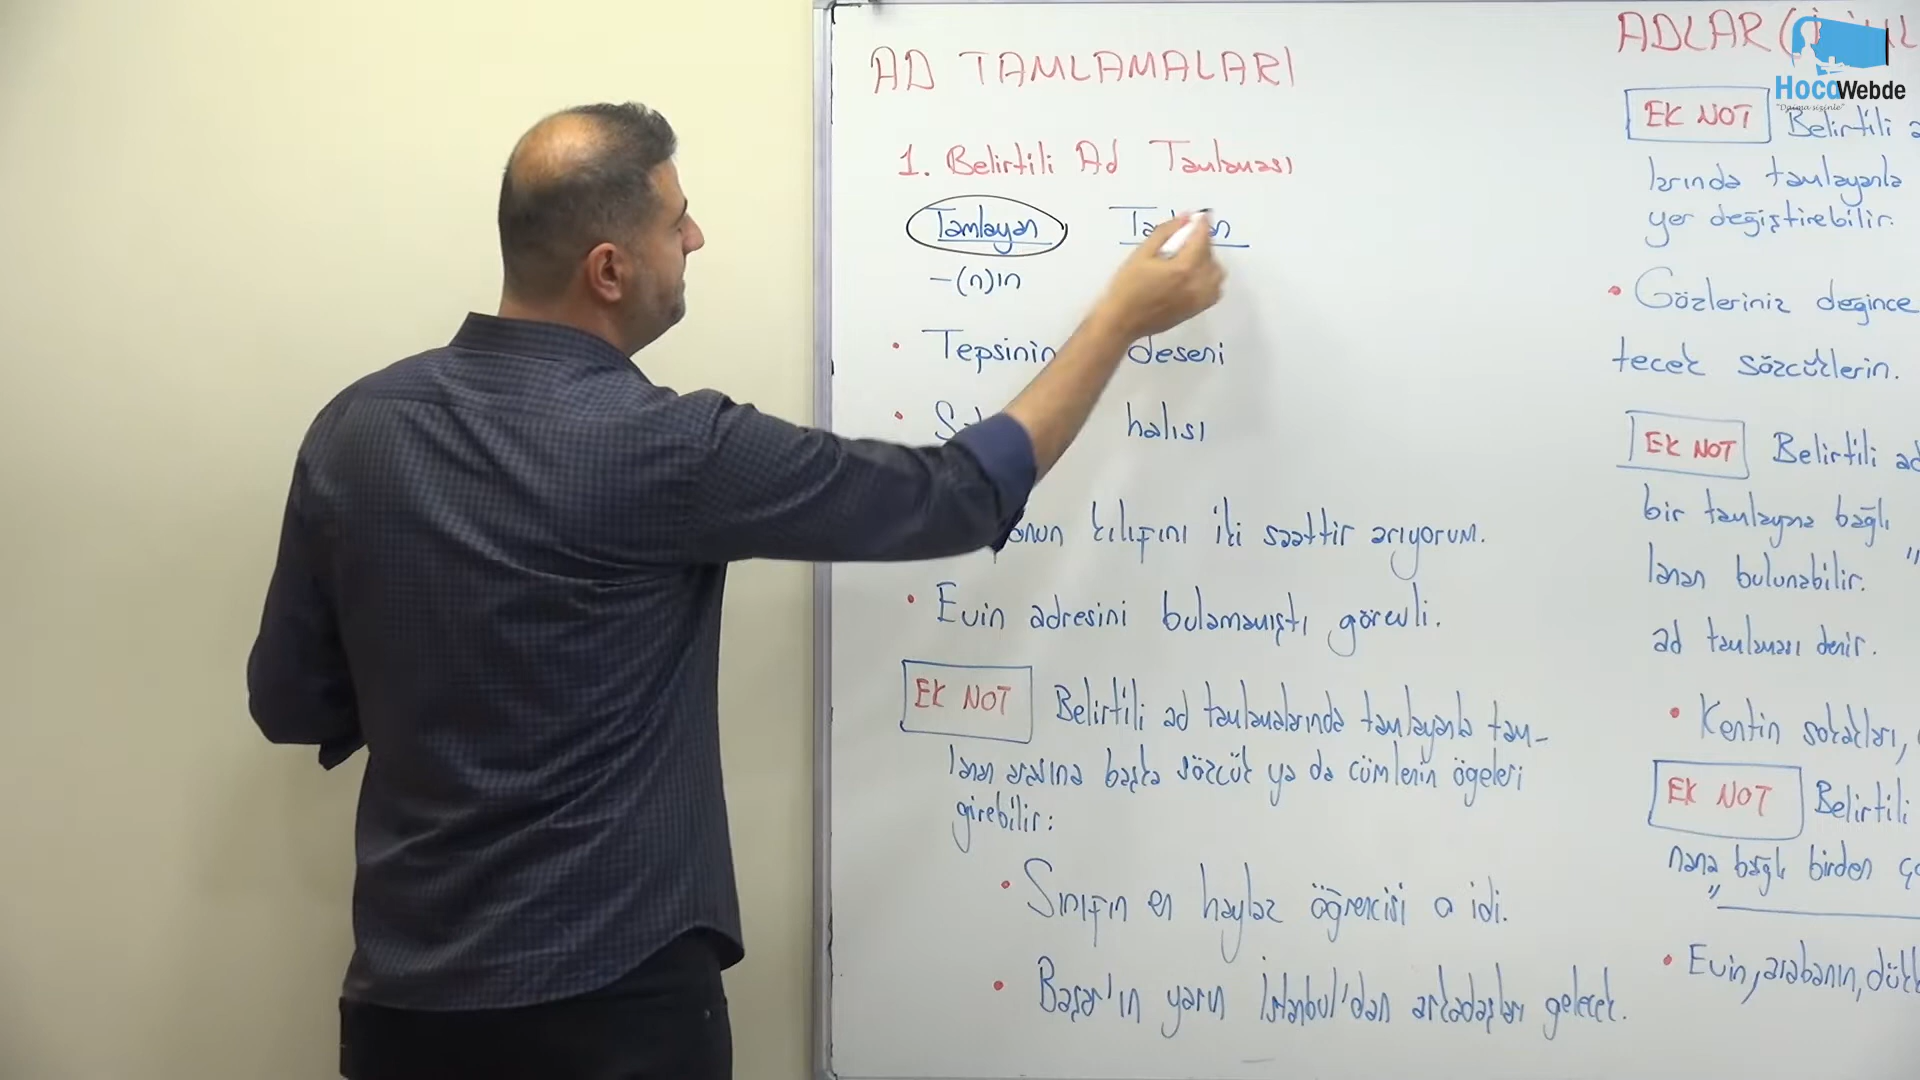 AD TAMLAMALARI
1. Belirtili Ad Tamlaması
Tamlayan
-(n)ın
• Tepsinin deseni
• halısı
kılıfını iki saattir arıyorum.
• Evin adresini bulamamıştı görevli.
EK NOT Belirtili ad tamlamalarında tamlayanla tam-
lanan arasına başka sözcük ya da cümlenin ögeleri
girebilir:
• Sınıfın en haylaz öğrencisi o idi.
• Başar'ın yarın İstanbul'dan arkadaşları gelecek.
ADLAR (
EK NOT Belirtili
larında tamlayanla
yer değiştirebilir.
• Gözleriniz değince
tecek sözcüklerin.
EK NOT Belirtili ad
bir tamlayana bağlı
lanan bulunabilir. "
ad tamlaması denir.
• Kentin sokakları,
EK NOT Belirtili
nana bağlı birden
"
• Evin, arabanın,
HocaWebde
"Daima sizinle"